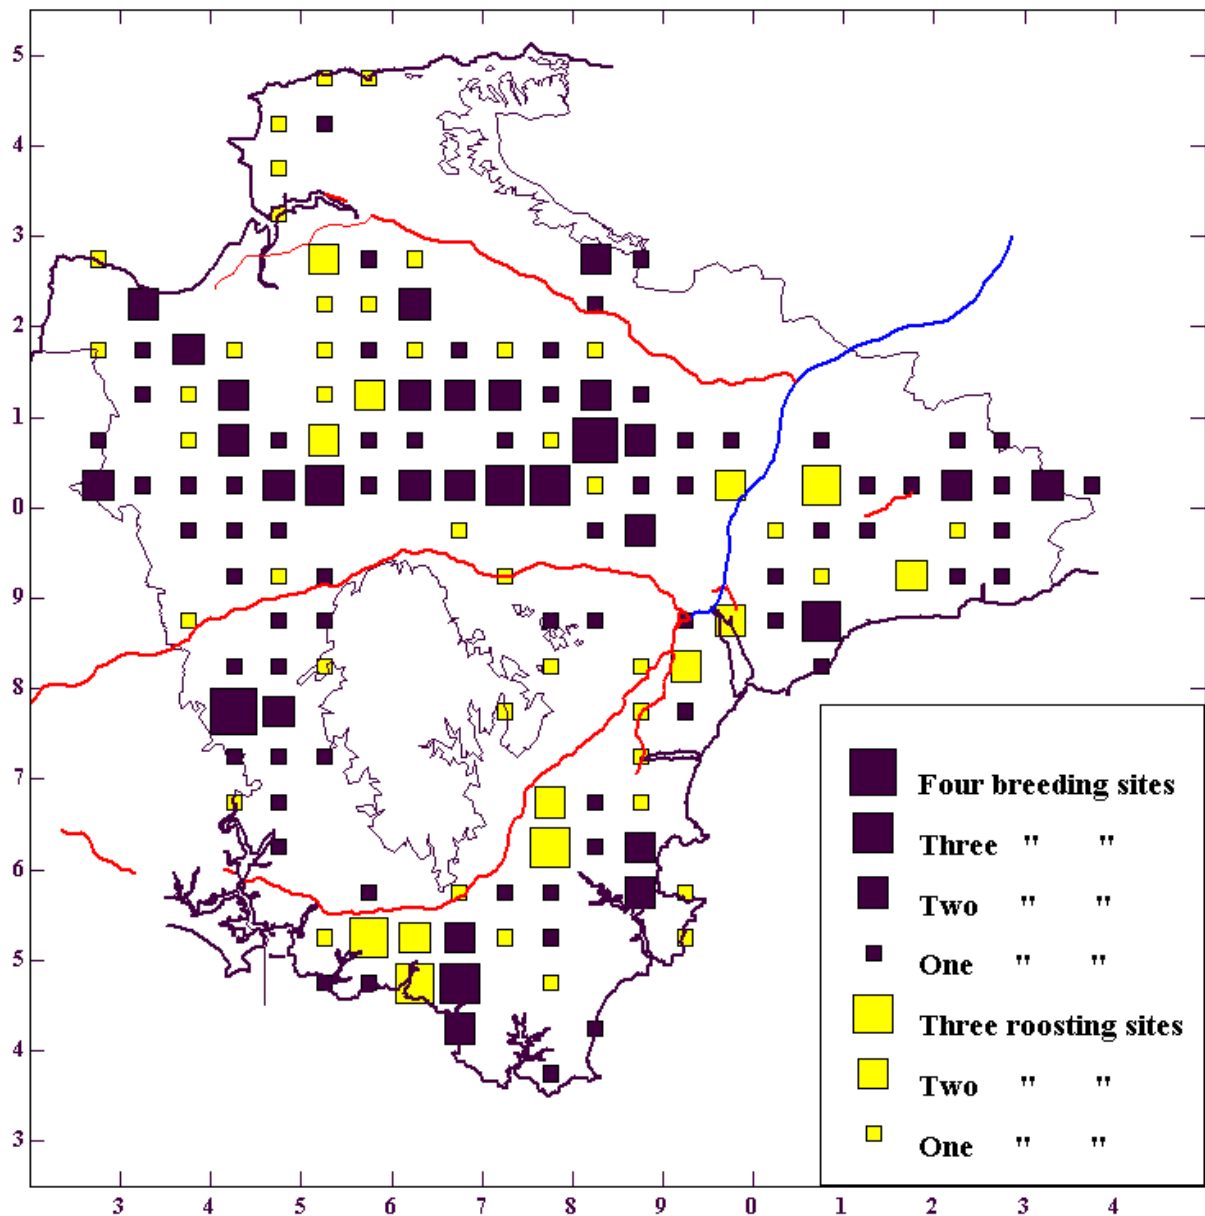 5
4
3
2
1
0
9
8
7
6
5
4
3
Four breeding sites
Three " "
Two " "
One " "
Three roosting sites
Two " "
One " "
3 4 5 6 7 8 9 0 1 2 3 4